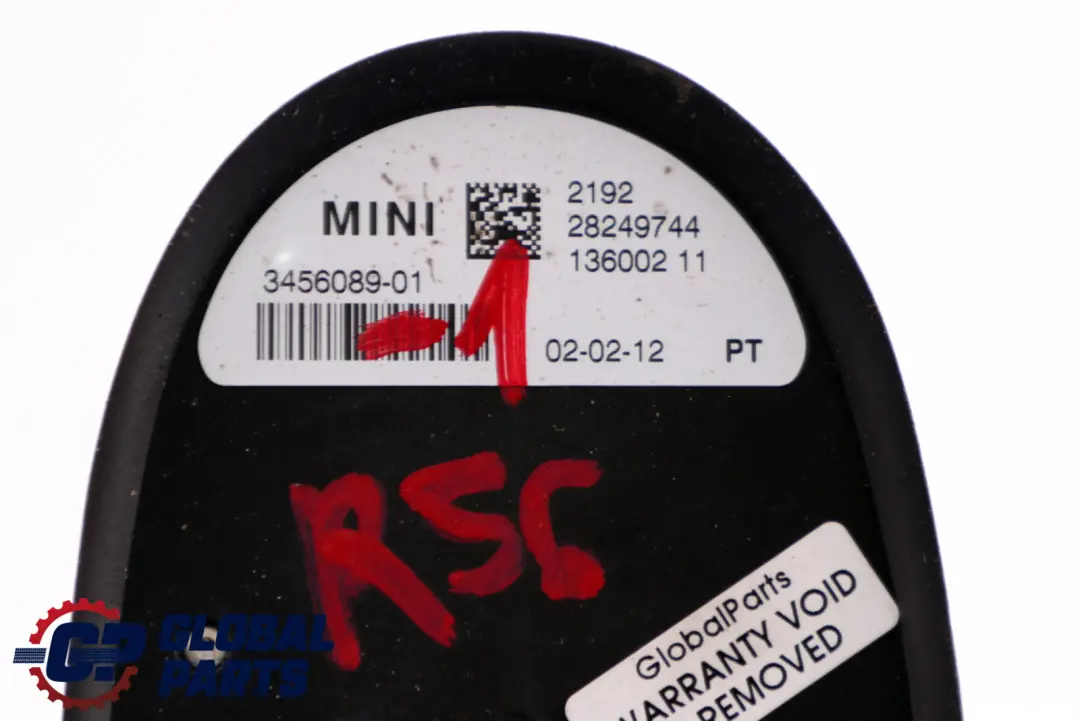 MINI
2192
28249744
136002 11
3456089-01
-1
02-02-12 PT
R56
GlobalParts
WARRANTY VOID
REMOVED
GP GLOBAL
PARTS